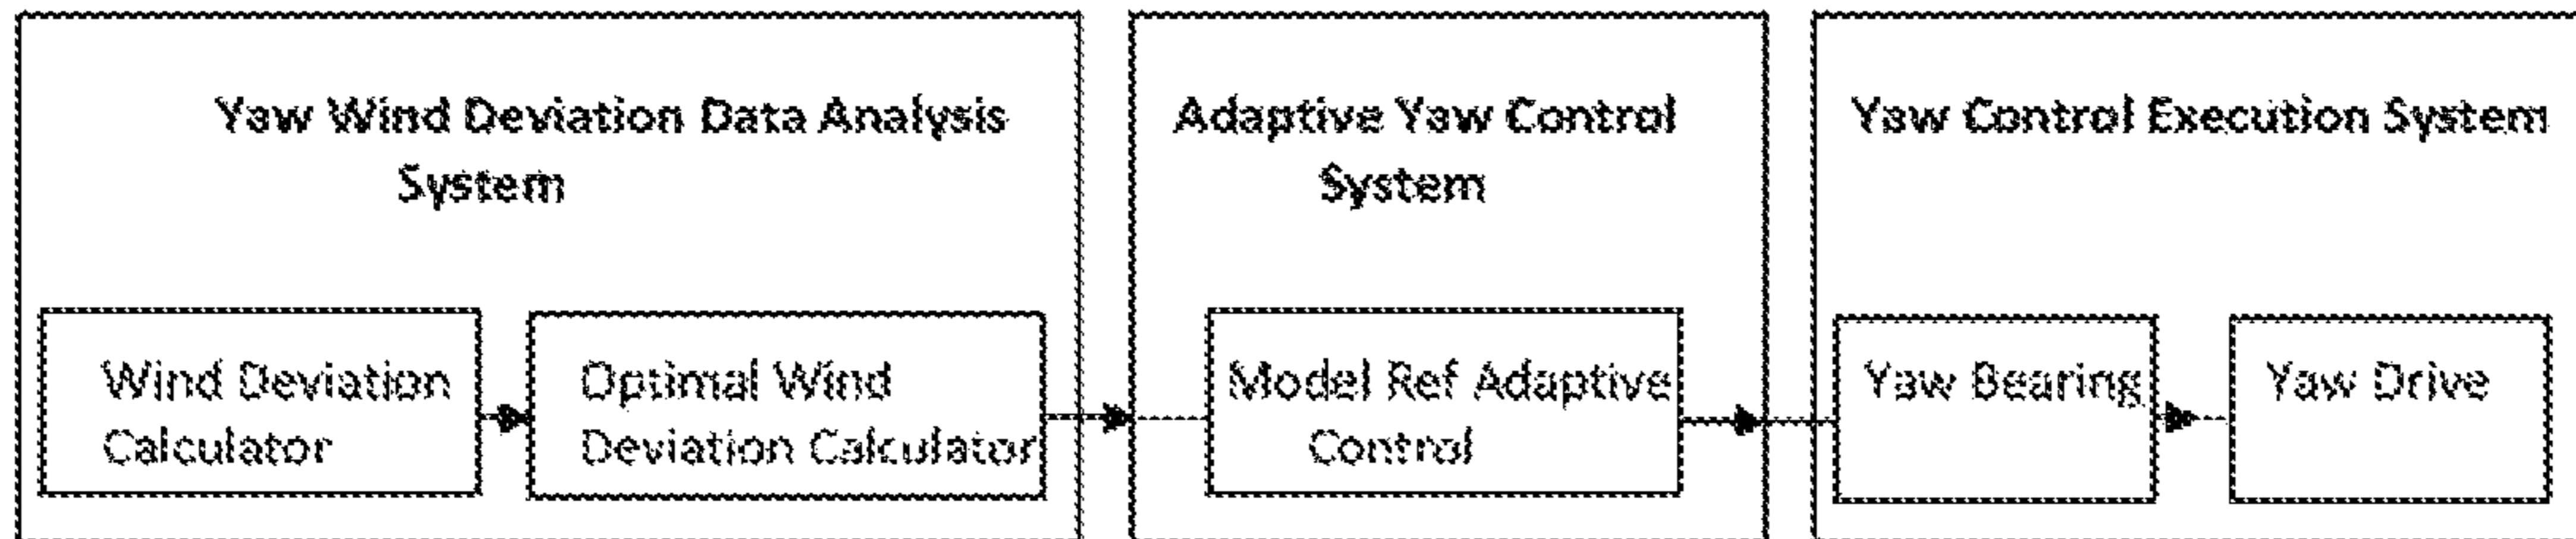 Yaw Wind Deviation Data Analysis
System
Adaptive Yaw Control
System
Yaw Control Execution System
Wind Deviation
Calculator
Optimal Wind
Deviation Calculator
Model Ref Adaptive
Control
Yaw Bearing
Yaw Drive